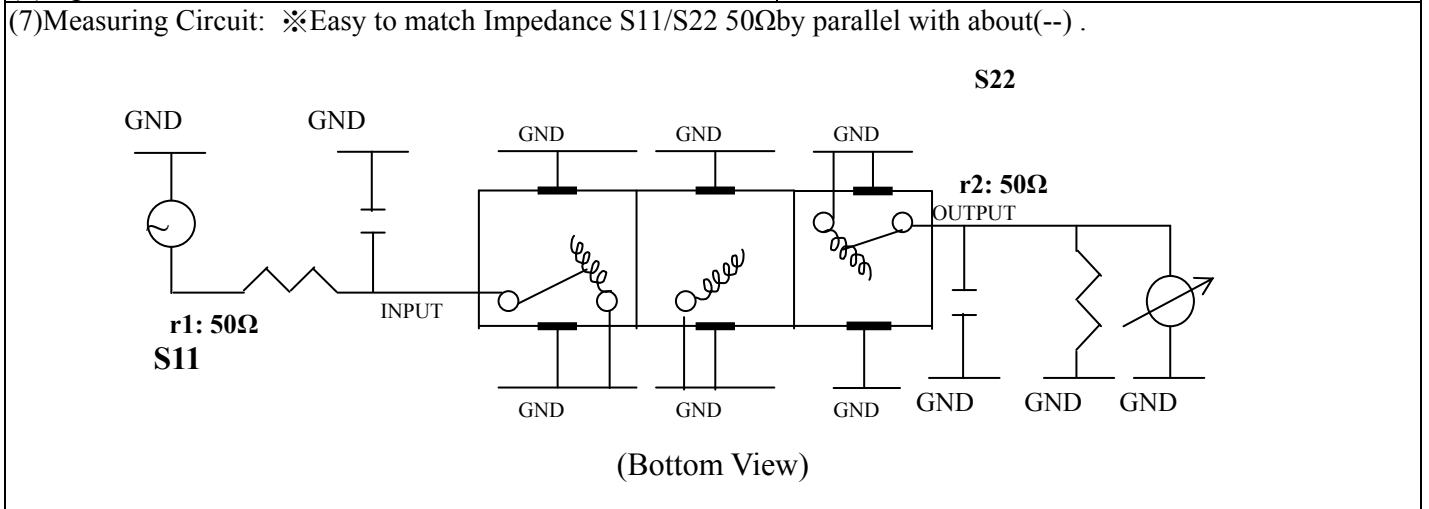 (7)Measuring Circuit: ※Easy to match Impedance S11/S22 50Ωby parallel with about(--) .
S22
GND GND GND GND GND
r2: 50Ω
OUTPUT
INPUT
r1: 50Ω
S11
GND GND GND GND GND GND
(Bottom View)